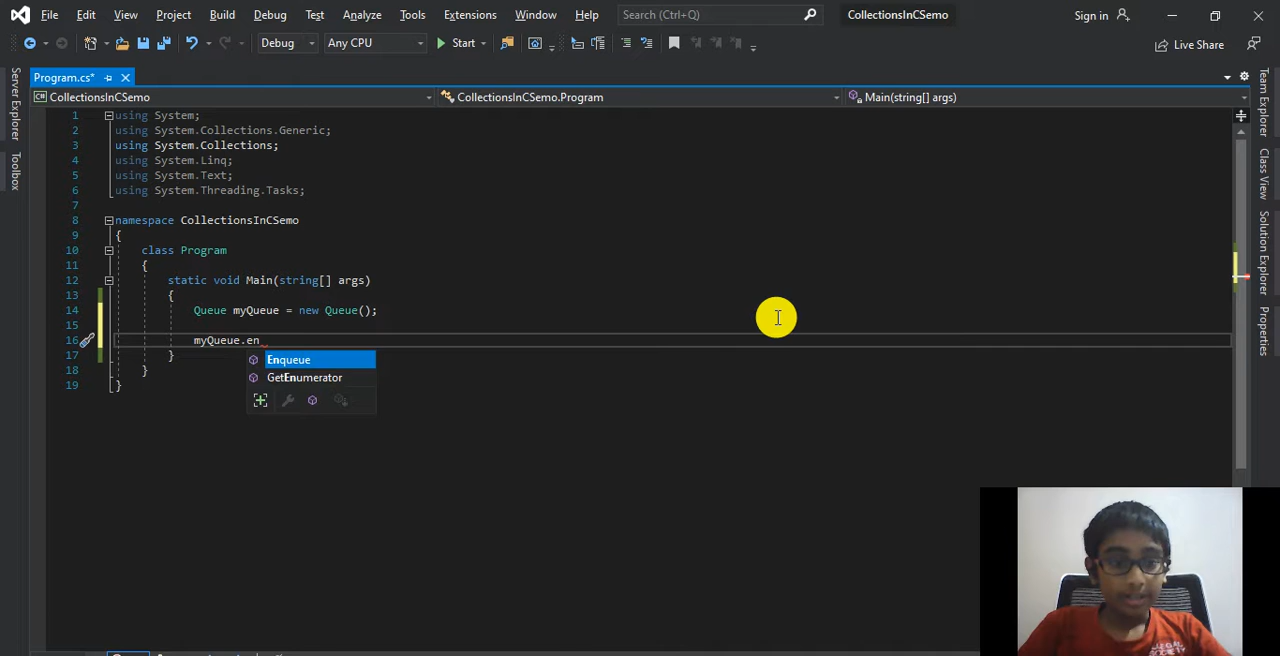 File Edit View Project Build Debug Test Analyze Tools Extensions Window Help Search (Ctrl+Q) CollectionsInCSemo Sign in
Debug Any CPU Start Live Share
Program.cs*
CollectionsInCSemo CollectionsInCSemo.Program Main(string[] args)
Server Explorer
Toolbox
1 using System;
2 using System.Collections.Generic;
3 using System.Collections;
4 using System.Linq;
5 using System.Text;
6 using System.Threading.Tasks;
7
8 namespace CollectionsInCSemo
9 {
10 class Program
11 {
12 static void Main(string[] args)
13 {
14 Queue myQueue = new Queue();
15
16 myQueue.en
17 }
18 }
19 }
Enqueue
GetEnumerator
Team Explorer
Class View
Solution Explorer
Properties